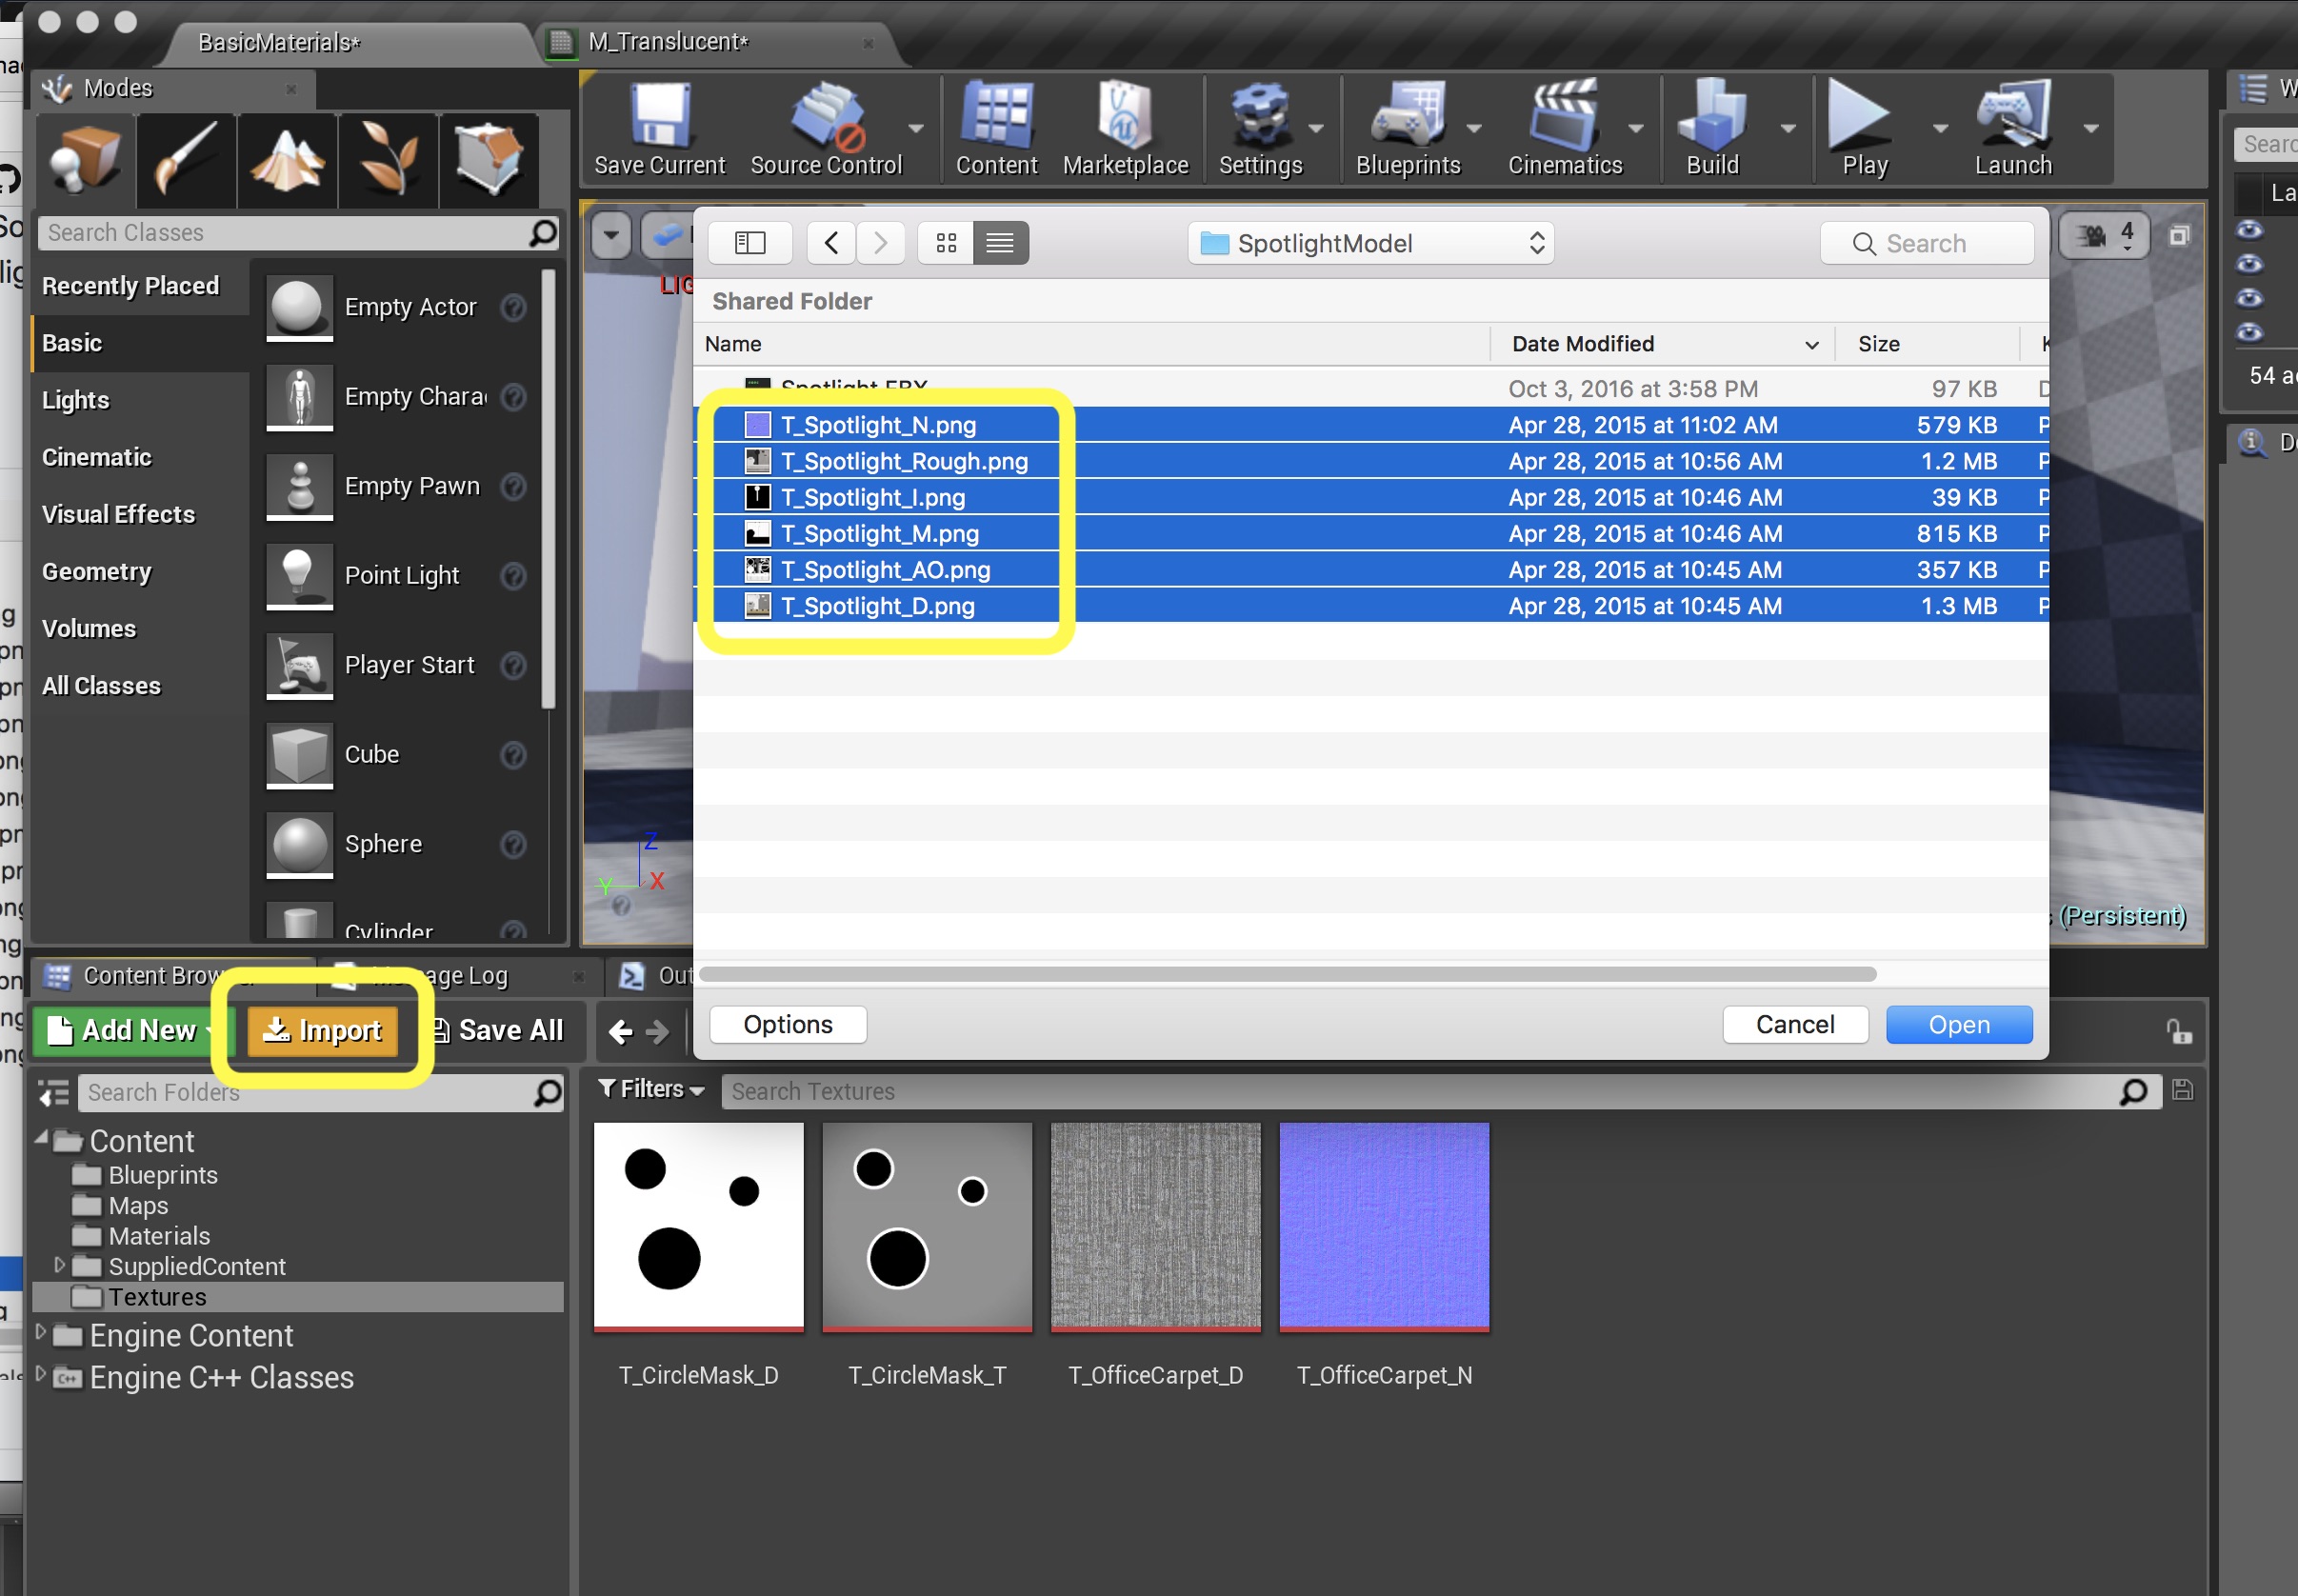 BasicMaterials*
M_Translucent*
Modes
Save Current
Source Control
Content
Marketplace
Settings
Blueprints
Cinematics
Build
Play
Launch
Search Classes
Recently Placed
Basic
Lights
Cinematic
Visual Effects
Geometry
Volumes
All Classes
Empty Actor
Empty Chara
Empty Pawn
Point Light
Player Start
Cube
Sphere
Cylinder
SpotlightModel
Search
4
Shared Folder
Name Date Modified Size
Spotlight.FBX Oct 3, 2016 at 3:58 PM 97 KB
T_Spotlight_N.png Apr 28, 2015 at 11:02 AM 579 KB
T_Spotlight_Rough.png Apr 28, 2015 at 10:56 AM 1.2 MB
T_Spotlight_I.png Apr 28, 2015 at 10:46 AM 39 KB
T_Spotlight_M.png Apr 28, 2015 at 10:46 AM 815 KB
T_Spotlight_AO.png Apr 28, 2015 at 10:45 AM 357 KB
T_Spotlight_D.png Apr 28, 2015 at 10:45 AM 1.3 MB
Options
Cancel
Open
Z
Y
X
(Persistent)
54 a
Content Brow
age Log
Out
Add New
Import
Save All
Search Folders
Filters
Search Textures
Content
Blueprints
Maps
Materials
SuppliedContent
Textures
Engine Content
C++ Engine C++ Classes
T_CircleMask_D
T_CircleMask_T
T_OfficeCarpet_D
T_OfficeCarpet_N